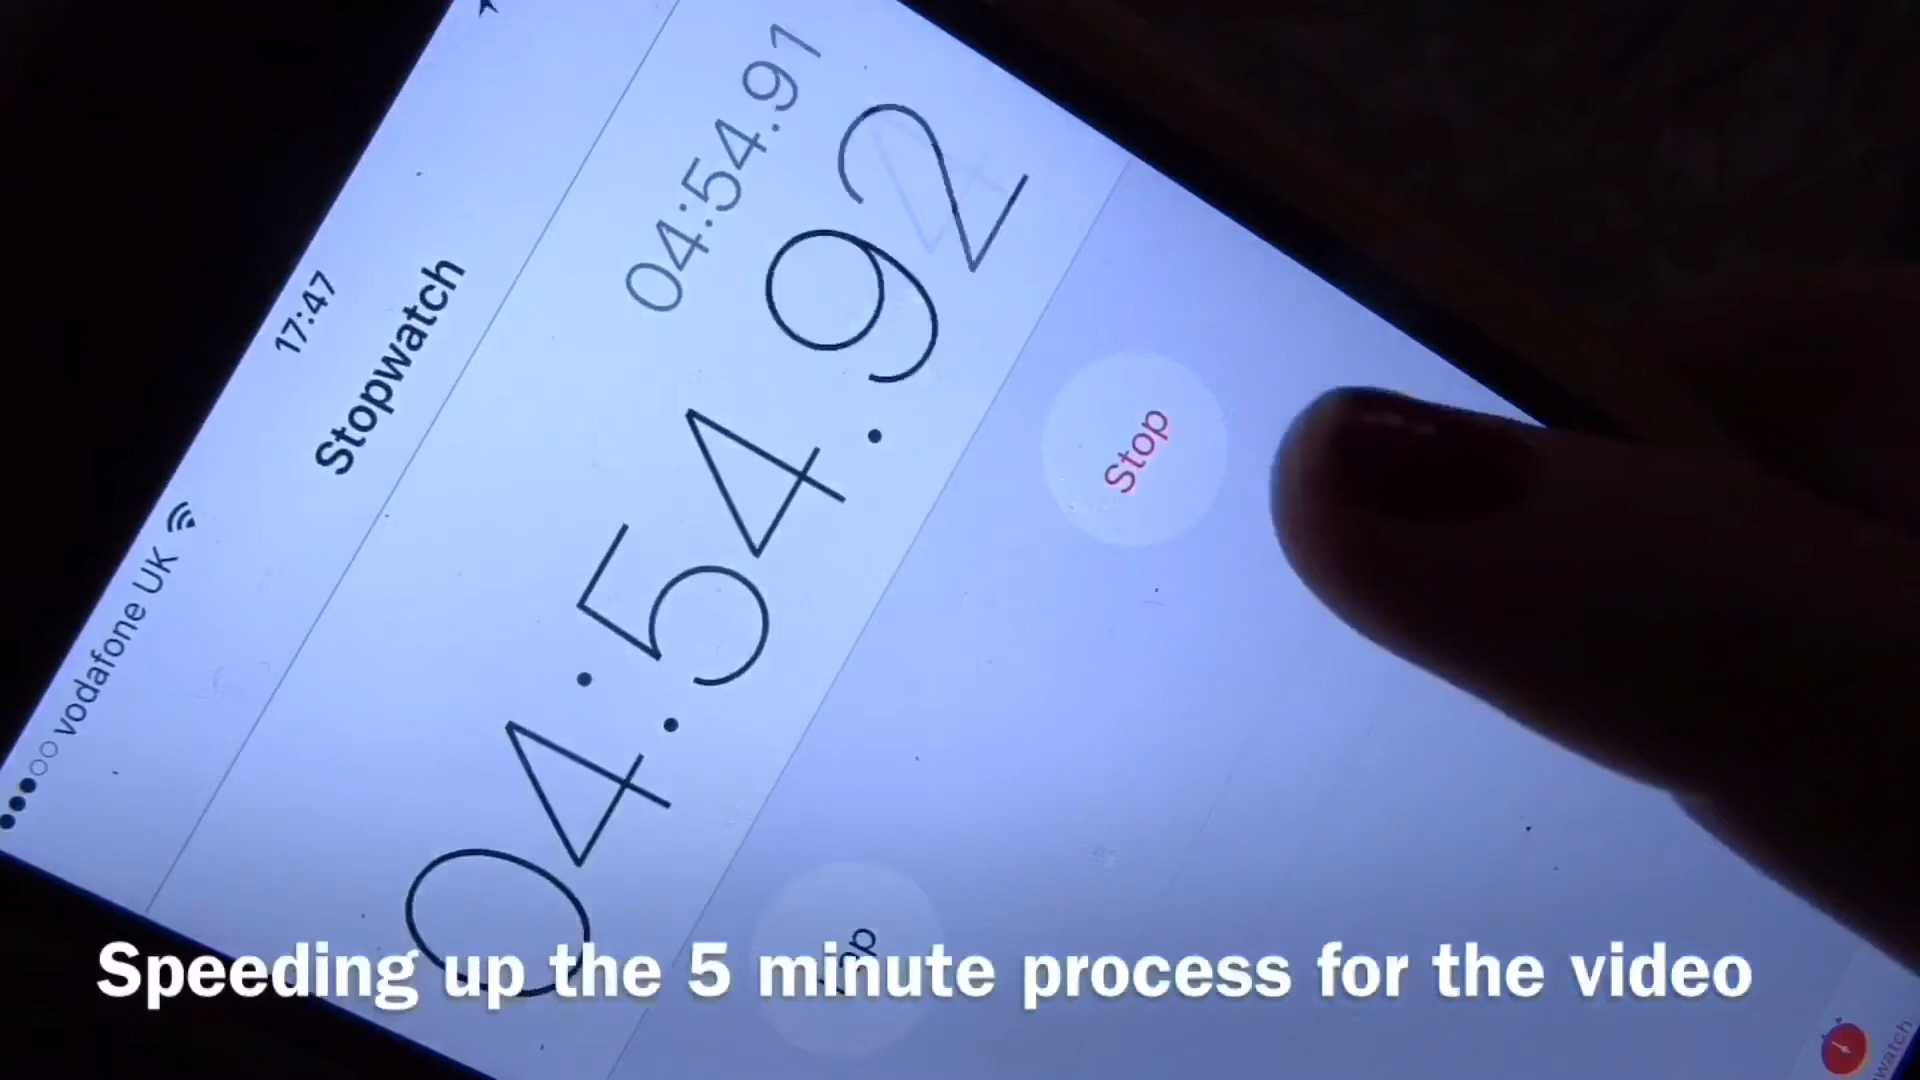 vodafone UK
17:47
Stopwatch
04:54.91
04:54.92
Stop
watch
Speeding up the 5 minute process for the video